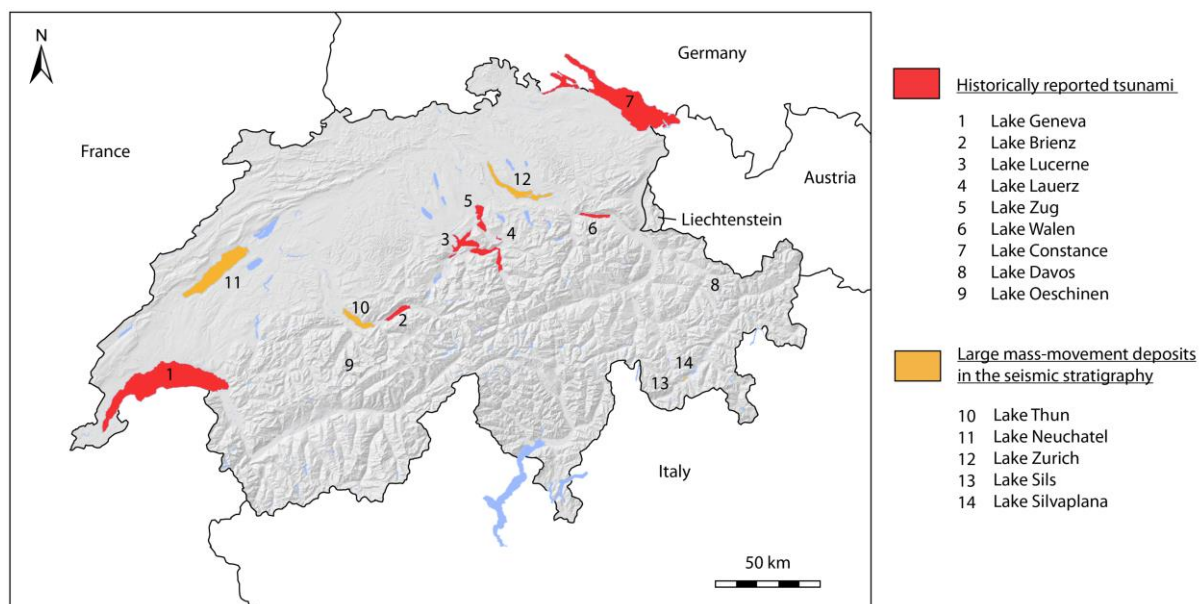 N
Germany
France
Austria
Liechtenstein
Italy
7
12
5
6
3
4
11
8
10
2
9
14
1
13
50 km
Historically reported tsunami
1 Lake Geneva
2 Lake Brienz
3 Lake Lucerne
4 Lake Lauerz
5 Lake Zug
6 Lake Walen
7 Lake Constance
8 Lake Davos
9 Lake Oeschinen
Large mass-movement deposits
in the seismic stratigraphy
10 Lake Thun
11 Lake Neuchatel
12 Lake Zurich
13 Lake Sils
14 Lake Silvaplana